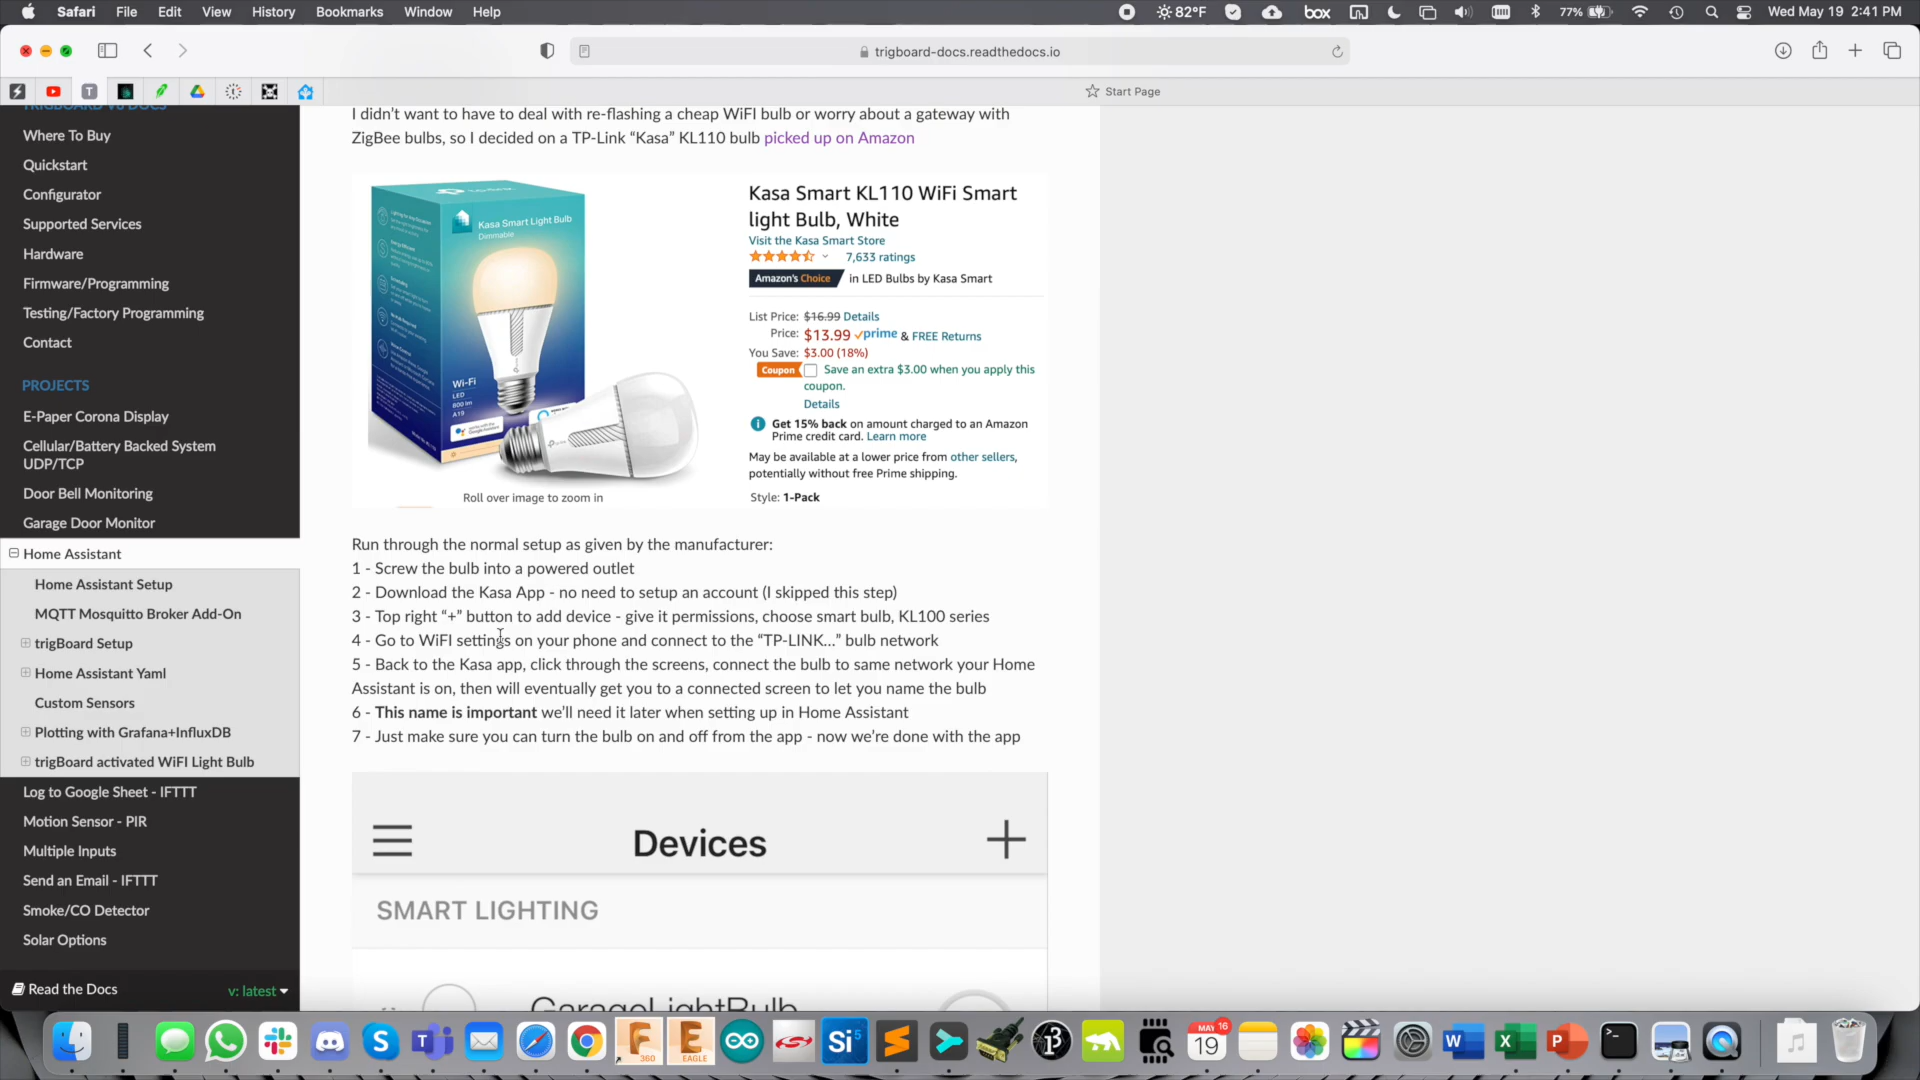 Safari File Edit View History Bookmarks Window Help
82°F box 77% Wed May 19 2:41 PM
trigboard-docs.readthedocs.io
T
Start Page
TRIGBOARD V8 DOCS
Where To Buy
Quickstart
Configurator
Supported Services
Hardware
Firmware/Programming
Testing/Factory Programming
Contact
PROJECTS
E-Paper Corona Display
Cellular/Battery Backed System
UDP/TCP
Door Bell Monitoring
Garage Door Monitor
Home Assistant
Home Assistant Setup
MQTT Mosquitto Broker Add-On
trigBoard Setup
Home Assistant Yaml
Custom Sensors
Plotting with Grafana+InfluxDB
trigBoard activated WiFI Light Bulb
Log to Google Sheet - IFTTT
Motion Sensor - PIR
Multiple Inputs
Send an Email - IFTTT
Smoke/CO Detector
Solar Options
Read the Docs
v: latest
I didn't want to have to deal with re-flashing a cheap WiFI bulb or worry about a gateway with
ZigBee bulbs, so I decided on a TP-Link “Kasa” KL110 bulb picked up on Amazon
Kasa Smart Light Bulb
Dimmable
Wi-Fi
LED
800 lm
A19
Roll over image to zoom in
Kasa Smart KL110 WiFi Smart
light Bulb, White
Visit the Kasa Smart Store
7,633 ratings
Amazon's Choice in LED Bulbs by Kasa Smart
List Price: $16.99 Details
Price: $13.99 prime & FREE Returns
You Save: $3.00 (18%)
Coupon Save an extra $3.00 when you apply this
coupon.
Details
Get 15% back on amount charged to an Amazon
Prime credit card. Learn more
May be available at a lower price from other sellers,
potentially without free Prime shipping.
Style: 1-Pack
Run through the normal setup as given by the manufacturer:
1 - Screw the bulb into a powered outlet
2 - Download the Kasa App - no need to setup an account (I skipped this step)
3 - Top right “+” button to add device - give it permissions, choose smart bulb, KL100 series
4 - Go to WiFI settings on your phone and connect to the “TP-LINK...” bulb network
5 - Back to the Kasa app, click through the screens, connect the bulb to same network your Home
Assistant is on, then will eventually get you to a connected screen to let you name the bulb
6 - This name is important we'll need it later when setting up in Home Assistant
7 - Just make sure you can turn the bulb on and off from the app - now we're done with the app
Devices
SMART LIGHTING
GarageLightBulb
F 360 E EAGLE Si5 MAY 19 W X P